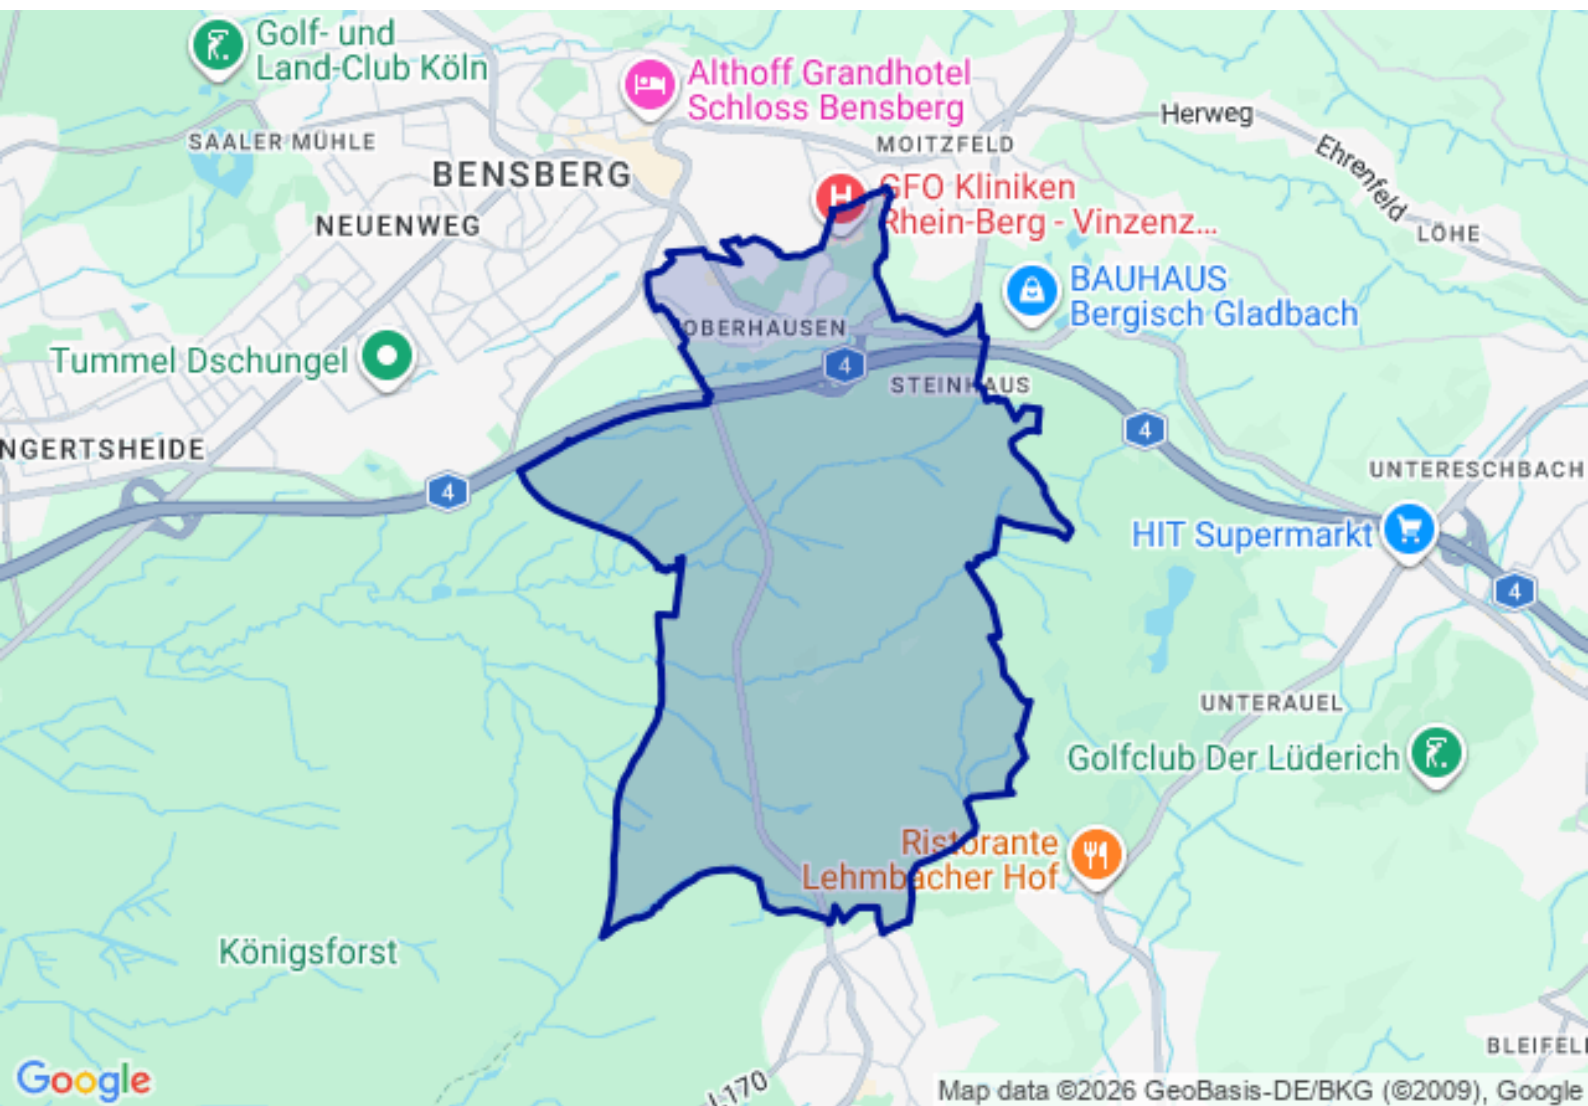 Golf- und
Land-Club Köln
Althoff Grandhotel
Schloss Bensberg
Herweg
SAALER MÜHLE
MOITZFELD
Ehrenfeld
BENSBERG
GFO Kliniken
Rhein-Berg - Vinzenz...
NEUENWEG
LÖHE
BAUHAUS
Bergisch Gladbach
OBERHAUSEN
Tummel Dschungel
4
STEINHAUS
4
NGERTSHEIDE
UNTERESCHBACH
4
HIT Supermarkt
4
UNTERAUEL
Golfclub Der Lüderich
Ristorante
Lehmbacher Hof
Königsforst
BLEIFELD
L170
Google
Map data ©2026 GeoBasis-DE/BKG (©2009), Google